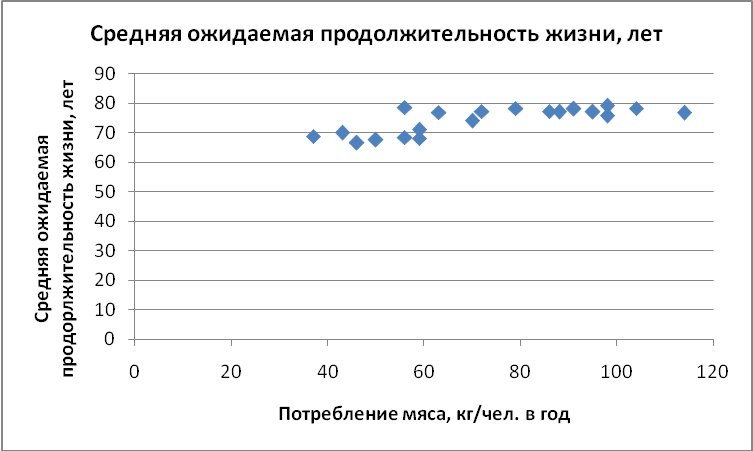 Средняя ожидаемая продолжительность жизни, лет
90
80
70
60
50
40
30
20
10
0
Средняя ожидаемая
продорлжительность жизни, лет
0 20 40 60 80 100 120
Потребление мяса, кг/чел. в год